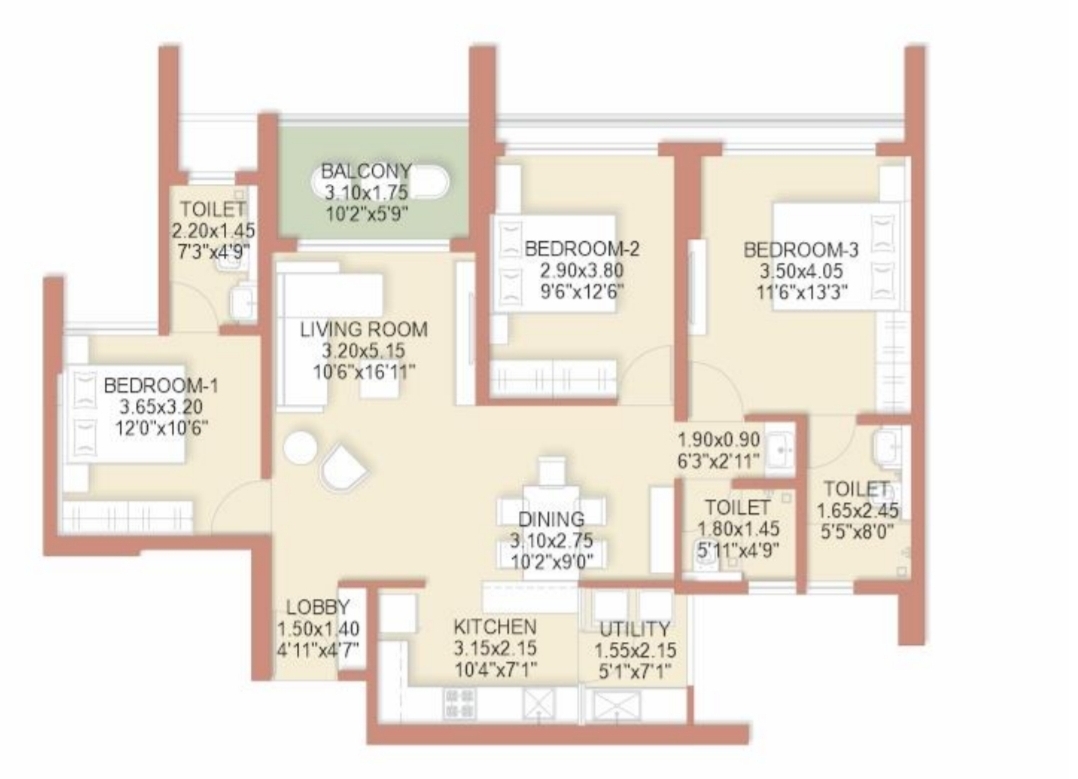 BALCONY
3.10x1.75
10'2"x5'9"
TOILET
2.20x1.45
7'3"x4'9"
BEDROOM-2
2.90x3.80
9'6"x12'6"
BEDROOM-3
3.50x4.05
11'6"x13'3"
LIVING ROOM
3.20x5.15
10'6"x16'11"
BEDROOM-1
3.65x3.20
12'0"x10'6"
1.90x0.90
6'3"x2'11"
TOILET
1.65x2.45
5'5"x8'0"
TOILET
1.80x1.45
5'11"x4'9"
DINING
3.10x2.75
10'2"x9'0"
LOBBY
1.50x1.40
4'11"x4'7"
KITCHEN
3.15x2.15
10'4"x7'1"
UTILITY
1.55x2.15
5'1"x7'1"